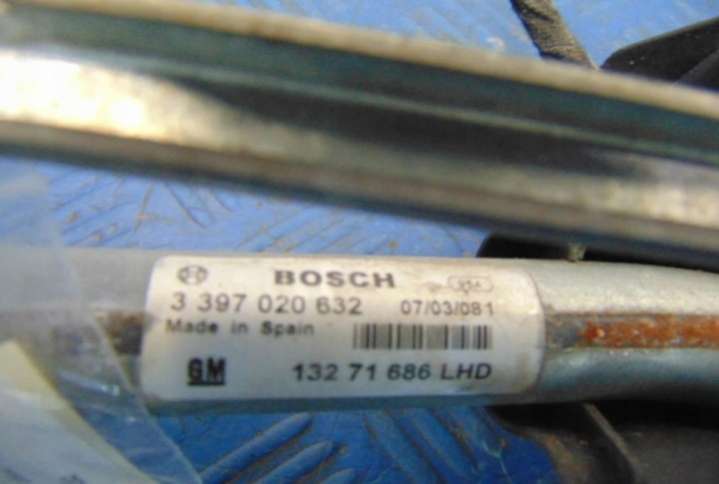 BOSCH
3 397 020 632 07/03/081
Made in Spain
GM 132 71 686 LHD